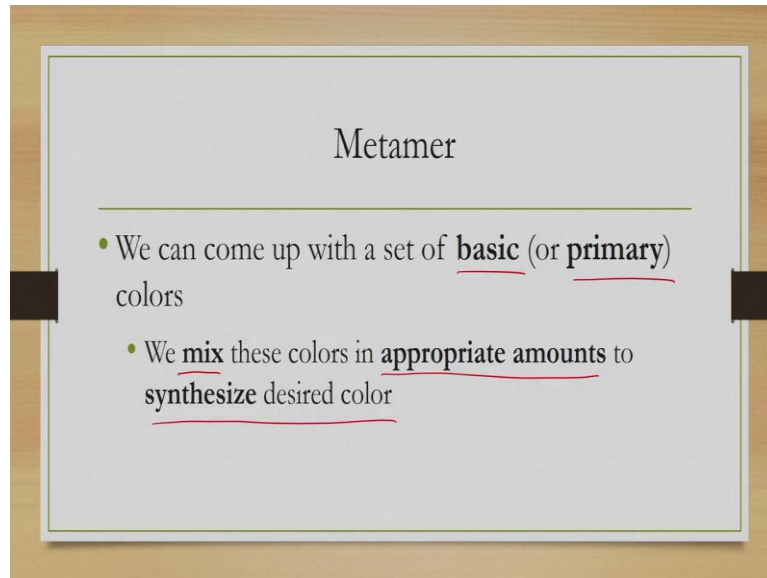 Metamer
• We can come up with a set of basic (or primary)
colors
• We mix these colors in appropriate amounts to
synthesize desired color